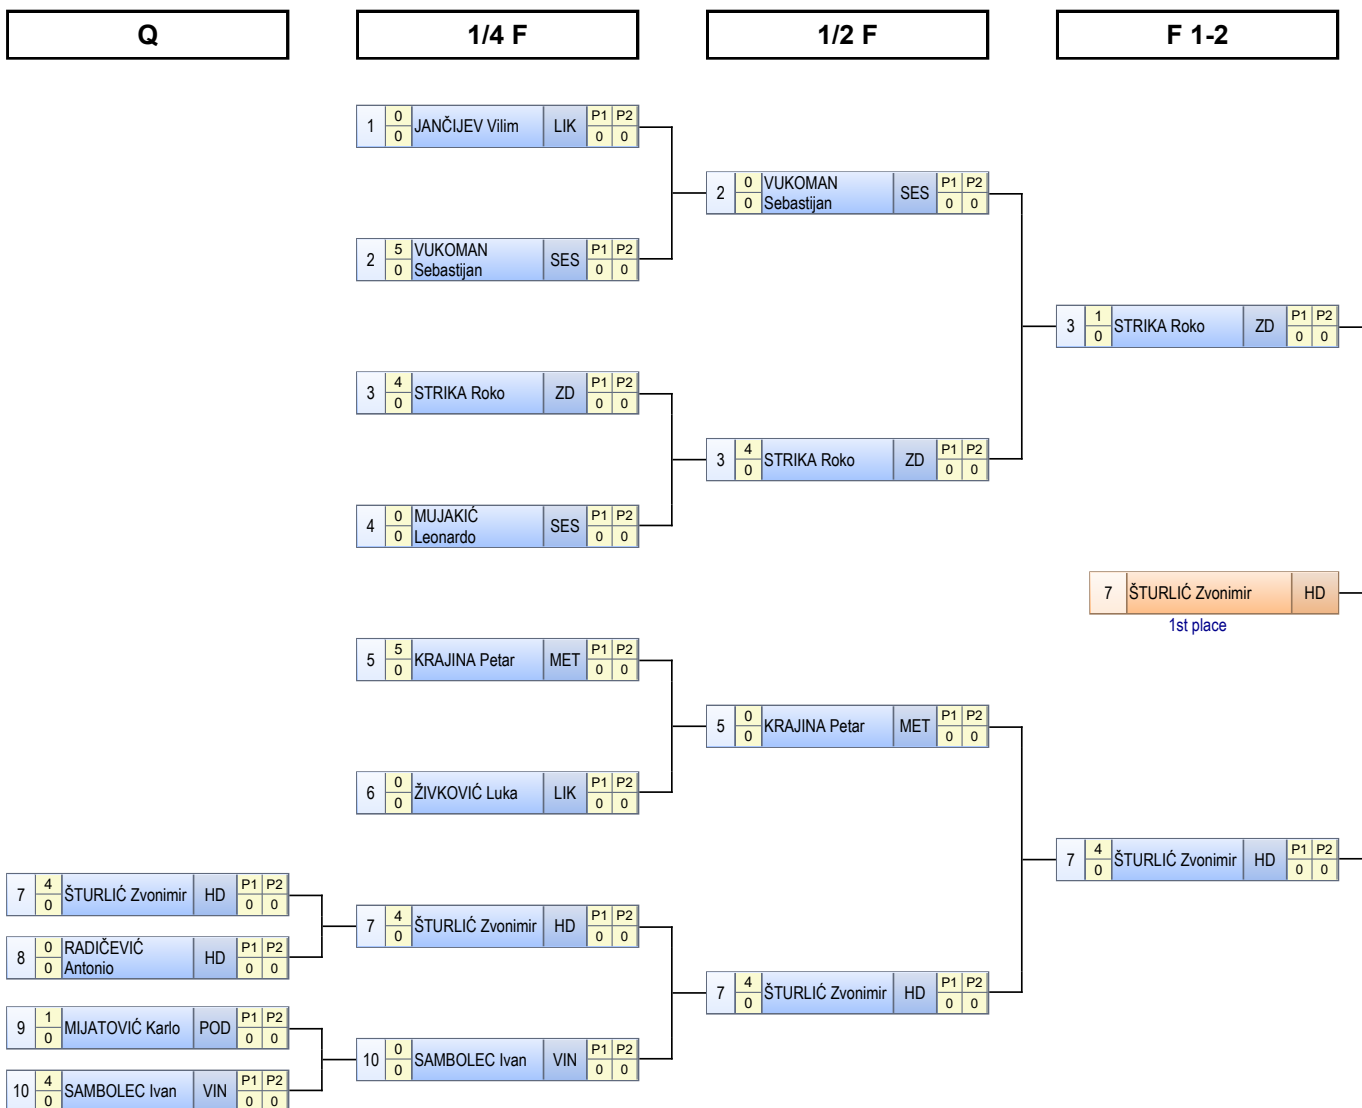 Q 1/4 F 1/2 F F 1-2
1 0 0 JANČIJEV Vilim LIK P1 P2 0 0
2 0 0 VUKOMAN Sebastijan SES P1 P2 0 0
2 5 0 VUKOMAN Sebastijan SES P1 P2 0 0
3 1 0 STRIKA Roko ZD P1 P2 0 0
3 4 0 STRIKA Roko ZD P1 P2 0 0
3 4 0 STRIKA Roko ZD P1 P2 0 0
4 0 0 MUJAKIĆ Leonardo SES P1 P2 0 0
7 ŠTURLIĆ Zvonimir HD
1st place
5 5 0 KRAJINA Petar MET P1 P2 0 0
5 0 0 KRAJINA Petar MET P1 P2 0 0
6 0 0 ŽIVKOVIĆ Luka LIK P1 P2 0 0
7 4 0 ŠTURLIĆ Zvonimir HD P1 P2 0 0
7 4 0 ŠTURLIĆ Zvonimir HD P1 P2 0 0
7 4 0 ŠTURLIĆ Zvonimir HD P1 P2 0 0
8 0 0 RADIČEVIĆ Antonio HD P1 P2 0 0
7 4 0 ŠTURLIĆ Zvonimir HD P1 P2 0 0
9 1 0 MIJATOVIĆ Karlo POD P1 P2 0 0
10 0 0 SAMBOLEC Ivan VIN P1 P2 0 0
10 4 0 SAMBOLEC Ivan VIN P1 P2 0 0